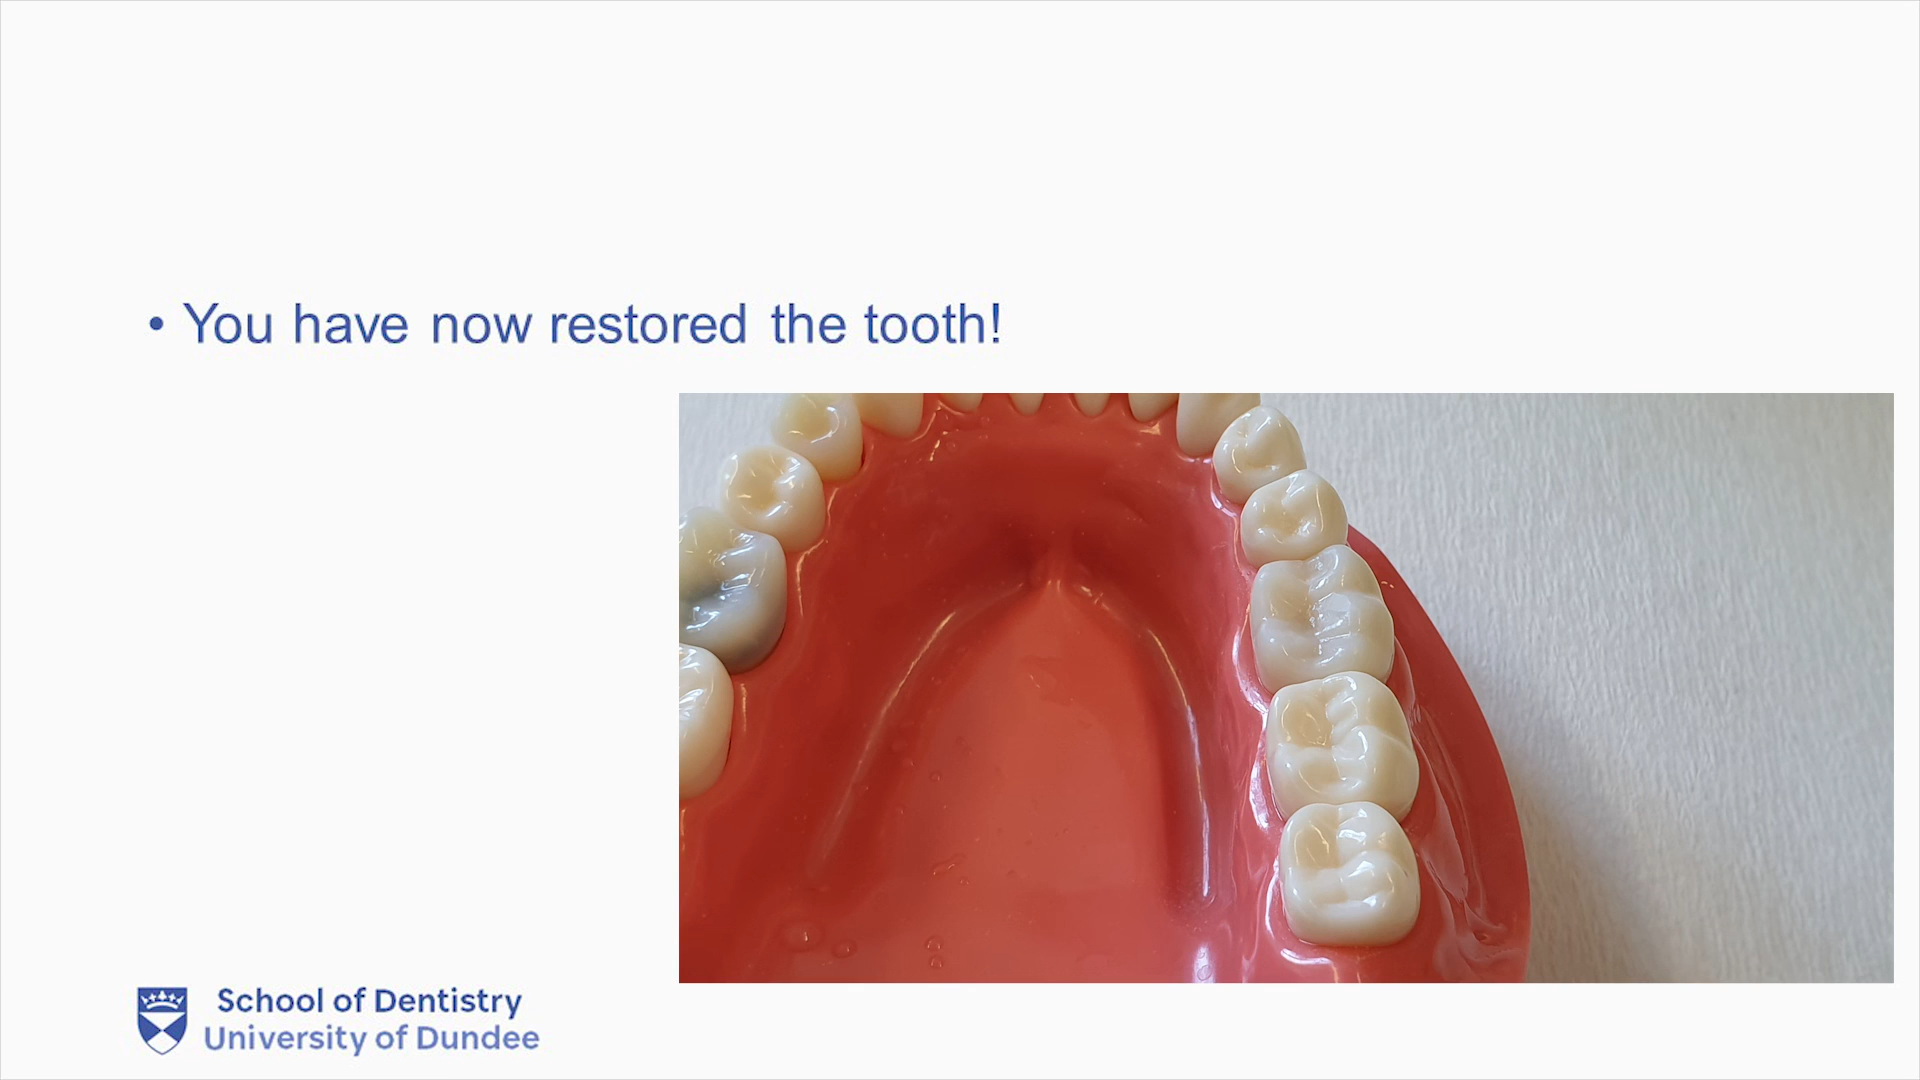 • You have now restored the tooth!
School of Dentistry
University of Dundee